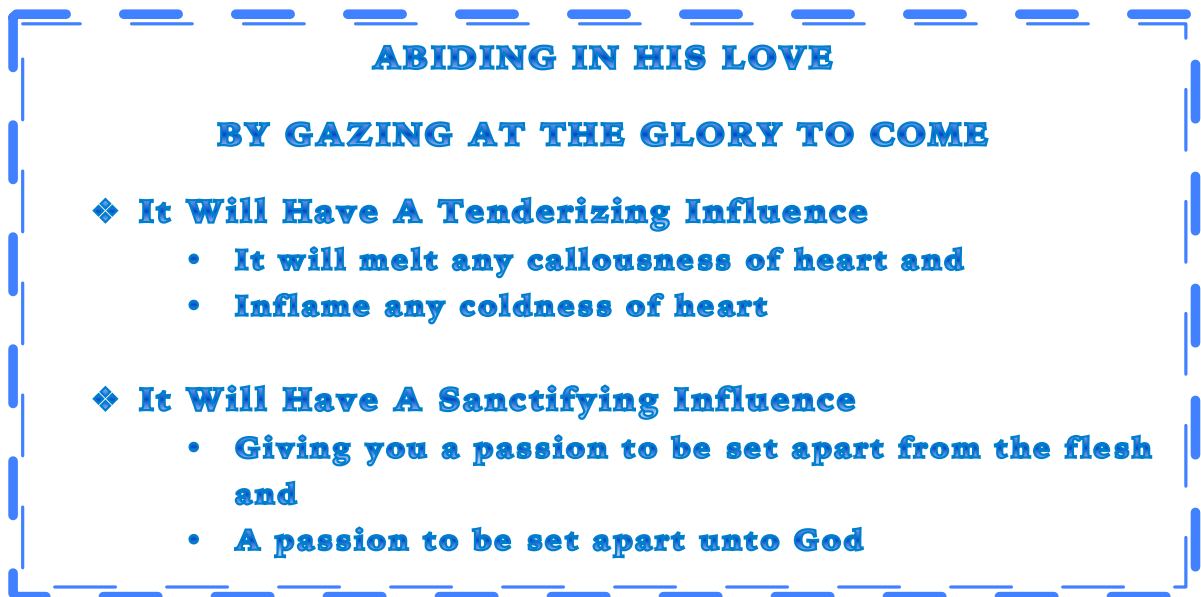 ABIDING IN HIS LOVE
BY GAZING AT THE GLORY TO COME
❖ It Will Have A Tenderizing Influence
• It will melt any callousness of heart and
• Inflame any coldness of heart
❖ It Will Have A Sanctifying Influence
• Giving you a passion to be set apart from the flesh
and
• A passion to be set apart unto God